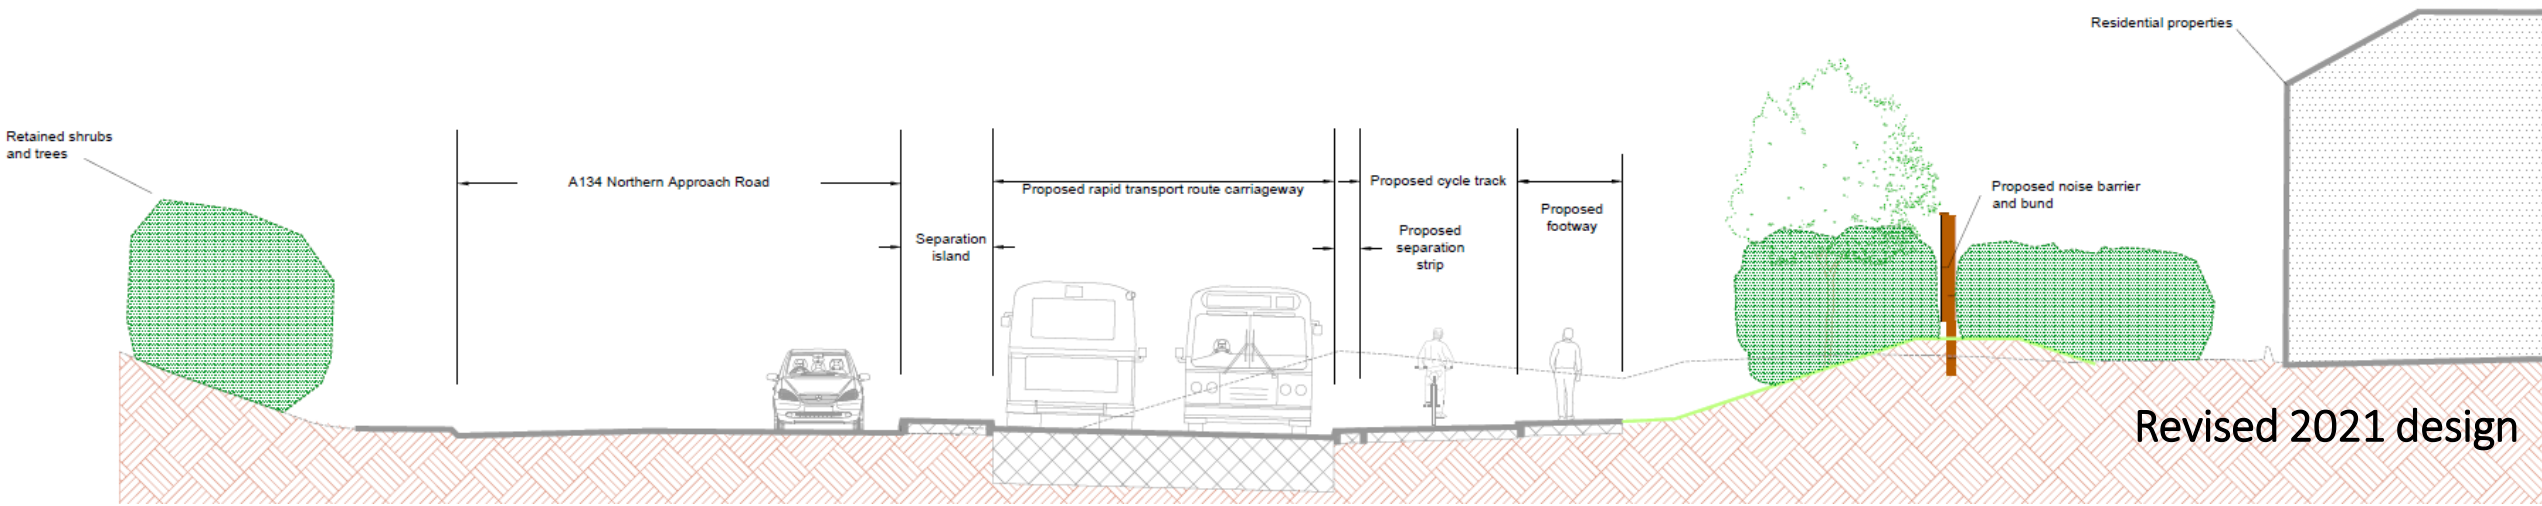 Retained shrubs
and trees
A134 Northern Approach Road
Separation
island
Proposed rapid transport route carriageway
Proposed cycle track
Proposed
separation
strip
Proposed
footway
Proposed noise barrier
and bund
Residential properties
Revised 2021 design